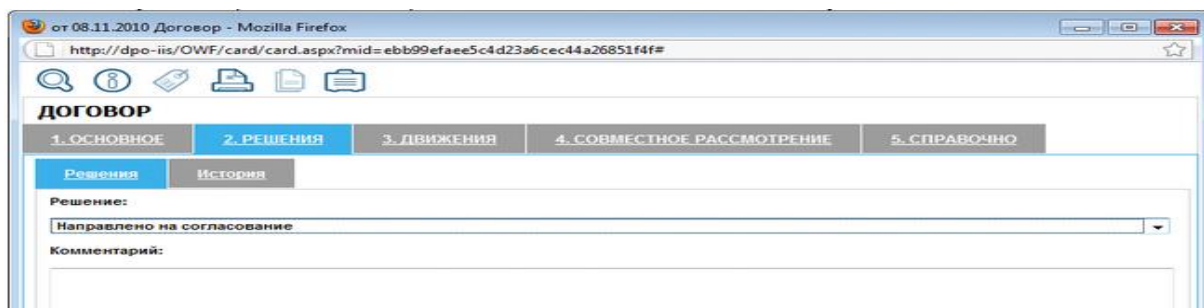 от 08.11.2010 Договор - Mozilla Firefox
http://dpo-iis/OWF/card/card.aspx?mid=ebb99efaee5c4d23a6cec44a26851f4f#
ДОГОВОР
1. ОСНОВНОЕ 2. РЕШЕНИЯ 3. ДВИЖЕНИЯ 4. СОВМЕСТНОЕ РАССМОТРЕНИЕ 5. СПРАВОЧНО
Решения История
Решение:
Направлено на согласование
Комментарий: